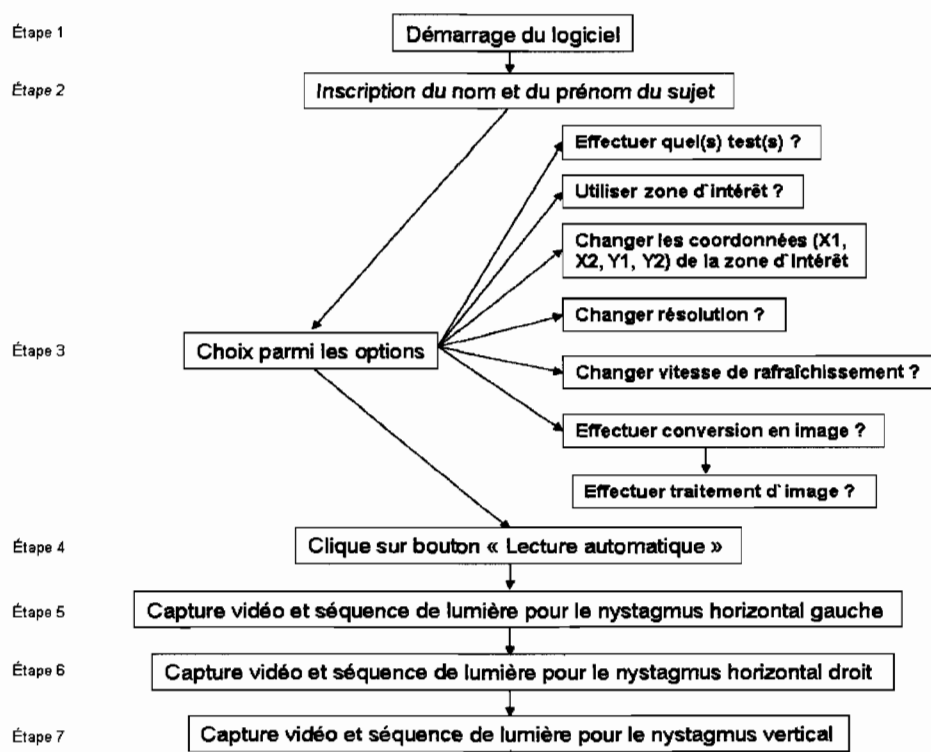 Étape 1
Démarrage du logiciel
Étape 2
Inscription du nom et du prénom du sujet
Effectuer quel(s) test(s) ?
Utiliser zone d`intérêt ?
Changer les coordonnées (X1,
X2, Y1, Y2) de la zone d`intérêt
Changer résolution ?
Étape 3
Choix parmi les options
Changer vitesse de rafraîchissement ?
Effectuer conversion en image ?
Effectuer traitement d`image ?
Étape 4
Clique sur bouton « Lecture automatique »
Étape 5
Capture vidéo et séquence de lumière pour le nystagmus horizontal gauche
Étape 6
Capture vidéo et séquence de lumière pour le nystagmus horizontal droit
Étape 7
Capture vidéo et séquence de lumière pour le nystagmus vertical